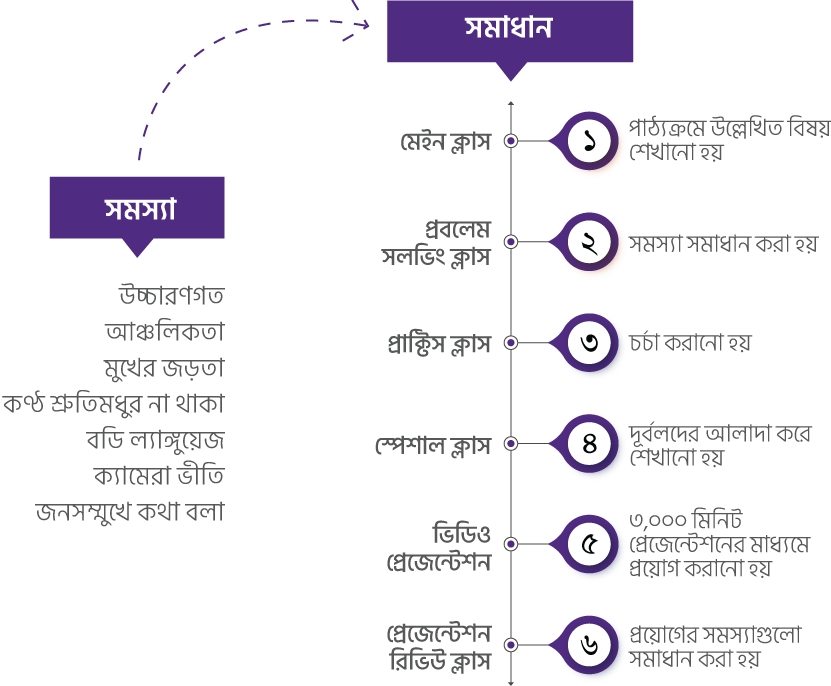 সমস্যা
উচ্চারণগত
আঞ্চলিকতা
মুখের জড়তা
কণ্ঠ শ্রুতিমধুর না থাকা
বডি ল্যাঙ্গুয়েজ
ক্যামেরা ভীতি
জনসম্মুখে কথা বলা
সমাধান
মেইন ক্লাস
১
পাঠ্যক্রমে উল্লেখিত বিষয়
শেখানো হয়
প্রবলেম
সলভিং ক্লাস
২
সমস্যা সমাধান করা হয়
প্রাক্টিস ক্লাস
৩
চর্চা করানো হয়
স্পেশাল ক্লাস
৪
দূর্বলদের আলাদা করে
শেখানো হয়
ভিডিও
প্রেজেন্টেশন
৫
৩,০০০ মিনিট
প্রেজেন্টেশনের মাধ্যমে
প্রয়োগ করানো হয়
প্রেজেন্টেশন
রিভিউ ক্লাস
৬
প্রয়োগের সমস্যাগুলো
সমাধান করা হয়